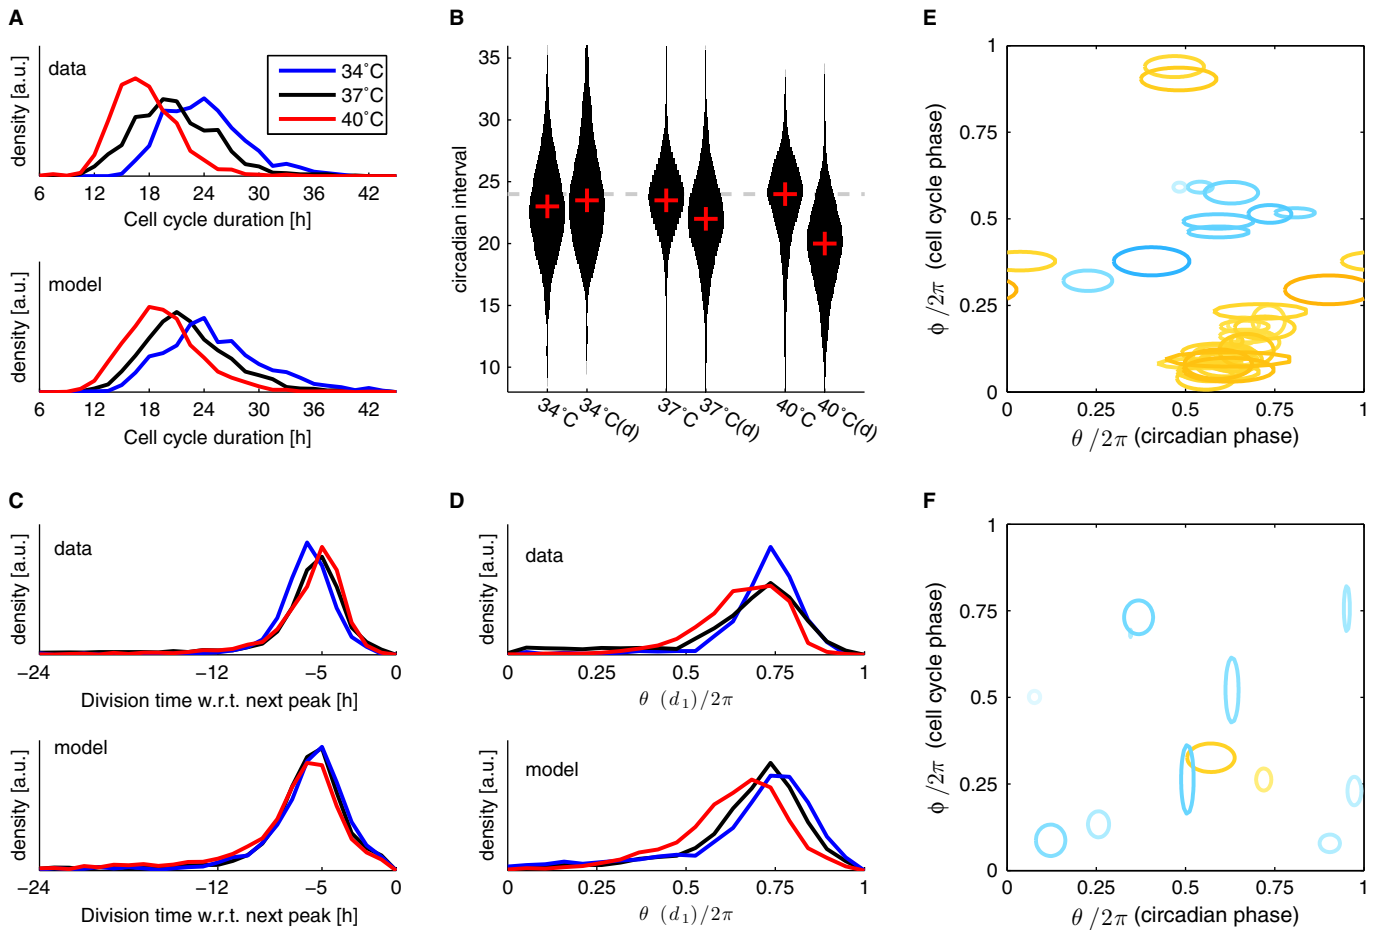 A
data
density [a.u.]
34˚C
37˚C
40˚C
6 12 18 24 30 36 42
Cell cycle duration [h]
model
density [a.u.]
6 12 18 24 30 36 42
Cell cycle duration [h]
B
circadian interval
35
30
25
20
15
10
34˚C 34˚C(d) 37˚C 37˚C(d) 40˚C 40˚C(d)
C
data
density [a.u.]
−24 −12 −5 0
Division time w.r.t. next peak [h]
model
density [a.u.]
−24 −12 −5 0
Division time w.r.t. next peak [h]
D
data
density [a.u.]
0 0.25 0.5 0.75 1
θ (d₁)/2π
model
density [a.u.]
0 0.25 0.5 0.75 1
θ (d₁)/2π
E
ϕ/2π (cell cycle phase)
1
0.75
0.5
0.25
0
0 0.25 0.5 0.75 1
θ/2π (circadian phase)
F
ϕ/2π (cell cycle phase)
1
0.75
0.5
0.25
0
0 0.25 0.5 0.75 1
θ/2π (circadian phase)